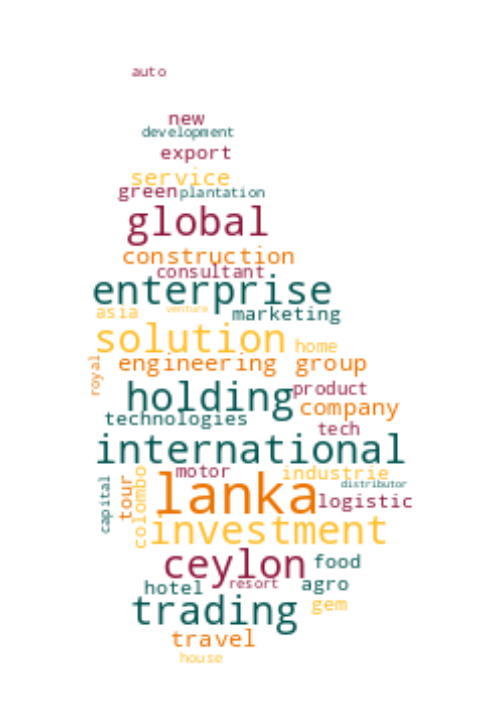 auto
new
development
export
service
green plantation
global
construction
consultant
enterprise
asia venture marketing
solution home
royal engineering group
holding product
technologies company
tech
international
motor industrie
capital tour colombo lanka distributor
logistic
investment
ceylon food
hotel resort agro
trading gem
travel
house